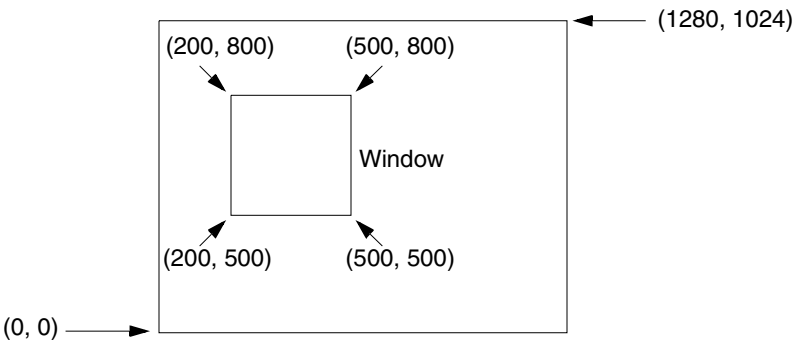 (1280, 1024)
(200, 800) (500, 800)
Window
(200, 500) (500, 500)
(0, 0)